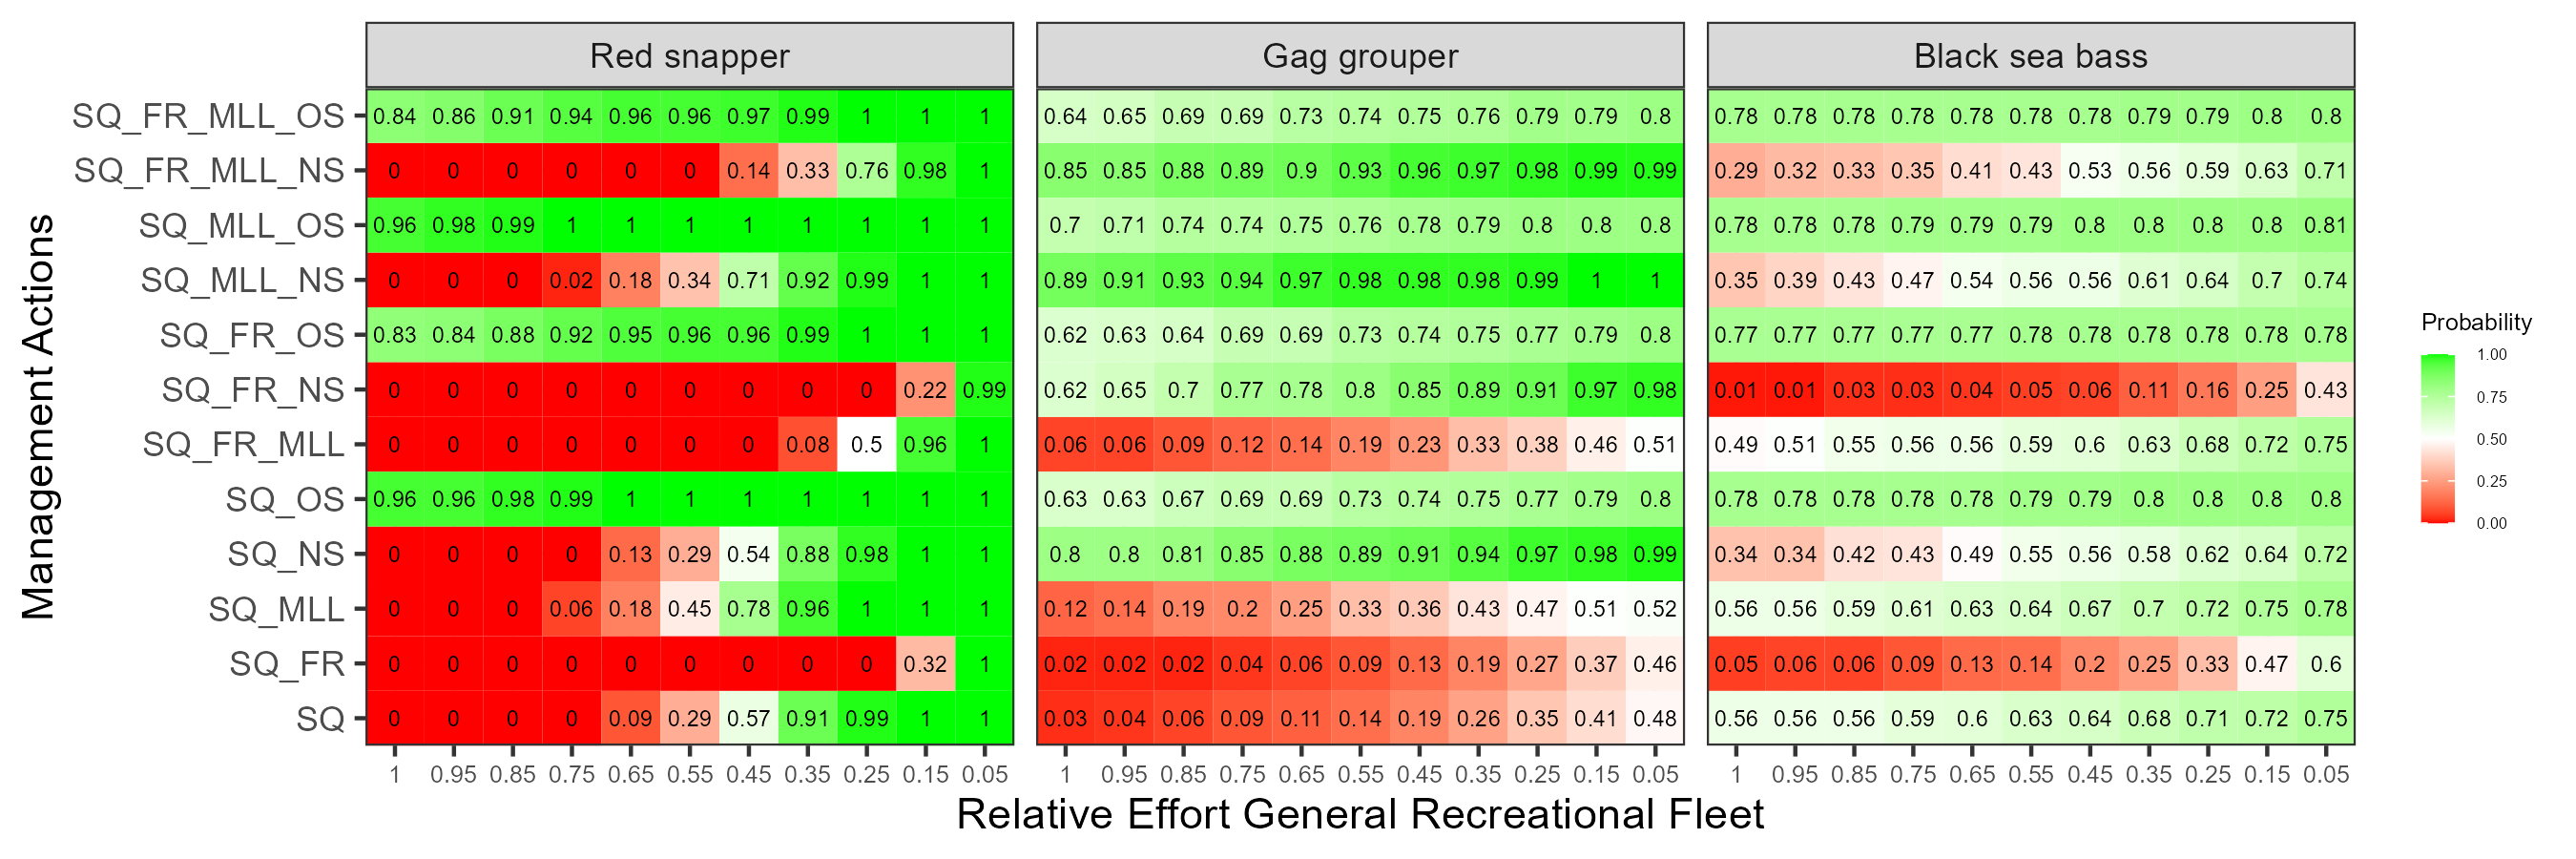 Red snapper Gag grouper Black sea bass
SQ_FR_MLL_OS 0.84 0.86 0.91 0.94 0.96 0.96 0.97 0.99 1 1 1 0.64 0.65 0.69 0.69 0.73 0.74 0.75 0.76 0.79 0.79 0.8 0.78 0.78 0.78 0.78 0.78 0.78 0.78 0.79 0.79 0.8 0.8
SQ_FR_MLL_NS 0 0 0 0 0 0 0.14 0.33 0.76 0.98 1 0.85 0.85 0.88 0.89 0.9 0.93 0.96 0.97 0.98 0.99 0.99 0.29 0.32 0.33 0.35 0.41 0.43 0.53 0.56 0.59 0.63 0.71
SQ_MLL_OS 0.96 0.98 0.99 1 1 1 1 1 1 1 1 0.7 0.71 0.74 0.74 0.75 0.76 0.78 0.79 0.8 0.8 0.8 0.78 0.78 0.78 0.79 0.79 0.79 0.8 0.8 0.8 0.8 0.81
SQ_MLL_NS 0 0 0 0.02 0.18 0.34 0.71 0.92 0.99 1 1 0.89 0.91 0.93 0.94 0.97 0.98 0.98 0.98 0.99 1 1 0.35 0.39 0.43 0.47 0.54 0.56 0.56 0.61 0.64 0.7 0.74
SQ_FR_OS 0.83 0.84 0.88 0.92 0.95 0.96 0.96 0.99 1 1 1 0.62 0.63 0.64 0.69 0.69 0.73 0.74 0.75 0.77 0.79 0.8 0.77 0.77 0.77 0.77 0.77 0.78 0.78 0.78 0.78 0.78 0.78
SQ_FR_NS 0 0 0 0 0 0 0 0 0 0.22 0.99 0.62 0.65 0.7 0.77 0.78 0.8 0.85 0.89 0.91 0.97 0.98 0.01 0.01 0.03 0.03 0.04 0.05 0.06 0.11 0.16 0.25 0.43
SQ_FR_MLL 0 0 0 0 0 0 0 0.08 0.5 0.96 1 0.06 0.06 0.09 0.12 0.14 0.19 0.23 0.33 0.38 0.46 0.51 0.49 0.51 0.55 0.56 0.56 0.59 0.6 0.63 0.68 0.72 0.75
SQ_OS 0.96 0.96 0.98 0.99 1 1 1 1 1 1 1 0.63 0.63 0.67 0.69 0.69 0.73 0.74 0.75 0.77 0.79 0.8 0.78 0.78 0.78 0.78 0.78 0.79 0.79 0.8 0.8 0.8 0.8
SQ_NS 0 0 0 0 0.13 0.29 0.54 0.88 0.98 1 1 0.8 0.8 0.81 0.85 0.88 0.89 0.91 0.94 0.97 0.98 0.99 0.34 0.34 0.42 0.43 0.49 0.55 0.56 0.58 0.62 0.64 0.72
SQ_MLL 0 0 0 0.06 0.18 0.45 0.78 0.96 1 1 1 0.12 0.14 0.19 0.2 0.25 0.33 0.36 0.43 0.47 0.51 0.52 0.56 0.56 0.59 0.61 0.63 0.64 0.67 0.7 0.72 0.75 0.78
SQ_FR 0 0 0 0 0 0 0 0 0 0.32 1 0.02 0.02 0.02 0.04 0.06 0.09 0.13 0.19 0.27 0.37 0.46 0.05 0.06 0.06 0.09 0.13 0.14 0.2 0.25 0.33 0.47 0.6
SQ 0 0 0 0 0.09 0.29 0.57 0.91 0.99 1 1 0.03 0.04 0.06 0.09 0.11 0.14 0.19 0.26 0.35 0.41 0.48 0.56 0.56 0.56 0.59 0.6 0.63 0.64 0.68 0.71 0.72 0.75
1 0.95 0.85 0.75 0.65 0.55 0.45 0.35 0.25 0.15 0.05 1 0.95 0.85 0.75 0.65 0.55 0.45 0.35 0.25 0.15 0.05 1 0.95 0.85 0.75 0.65 0.55 0.45 0.35 0.25 0.15 0.05
Relative Effort General Recreational Fleet
Management Actions
Probability
1.00
0.75
0.50
0.25
0.00